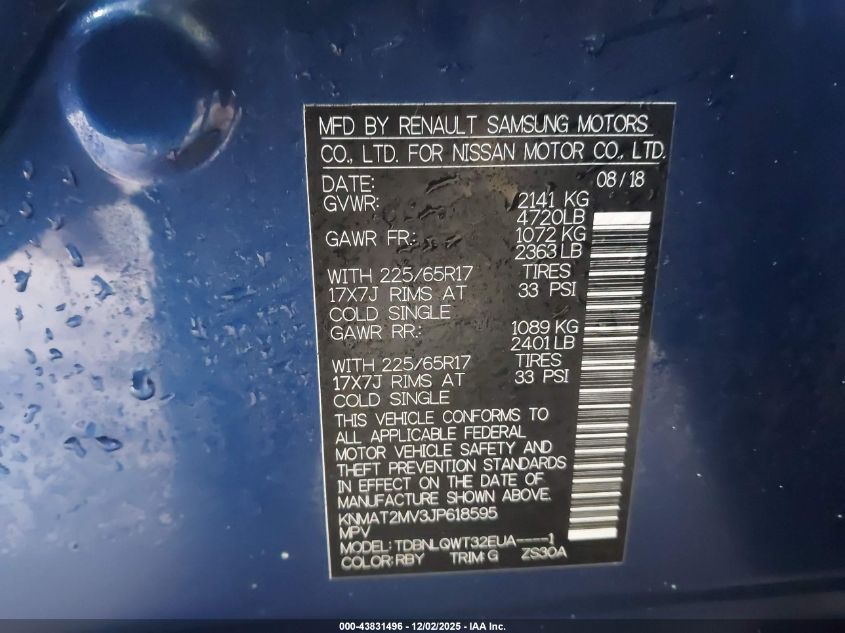 MFD BY RENAULT SAMSUNG MOTORS
CO., LTD. FOR NISSAN MOTOR CO., LTD.
DATE: 08/18
GVWR: 2141 KG
4720LB
GAWR FR: 1072 KG
2363 LB
WITH 225/65R17 TIRES
17X7J RIMS AT 33 PSI
COLD SINGLE
GAWR RR: 1089 KG
2401 LB
WITH 225/65R17 TIRES
17X7J RIMS AT 33 PSI
COLD SINGLE
THIS VEHICLE CONFORMS TO
ALL APPLICABLE FEDERAL
MOTOR VEHICLE SAFETY AND
THEFT PREVENTION STANDARDS
IN EFFECT ON THE DATE OF
MANUFACTURE SHOWN ABOVE.
KNMAT2MV3JP618595
MPV
MODEL: TDBNLQWT32EUA----1
COLOR: RBY TRIM: G ZS30A
000-43831496 - 12/02/2025 - IAA Inc.